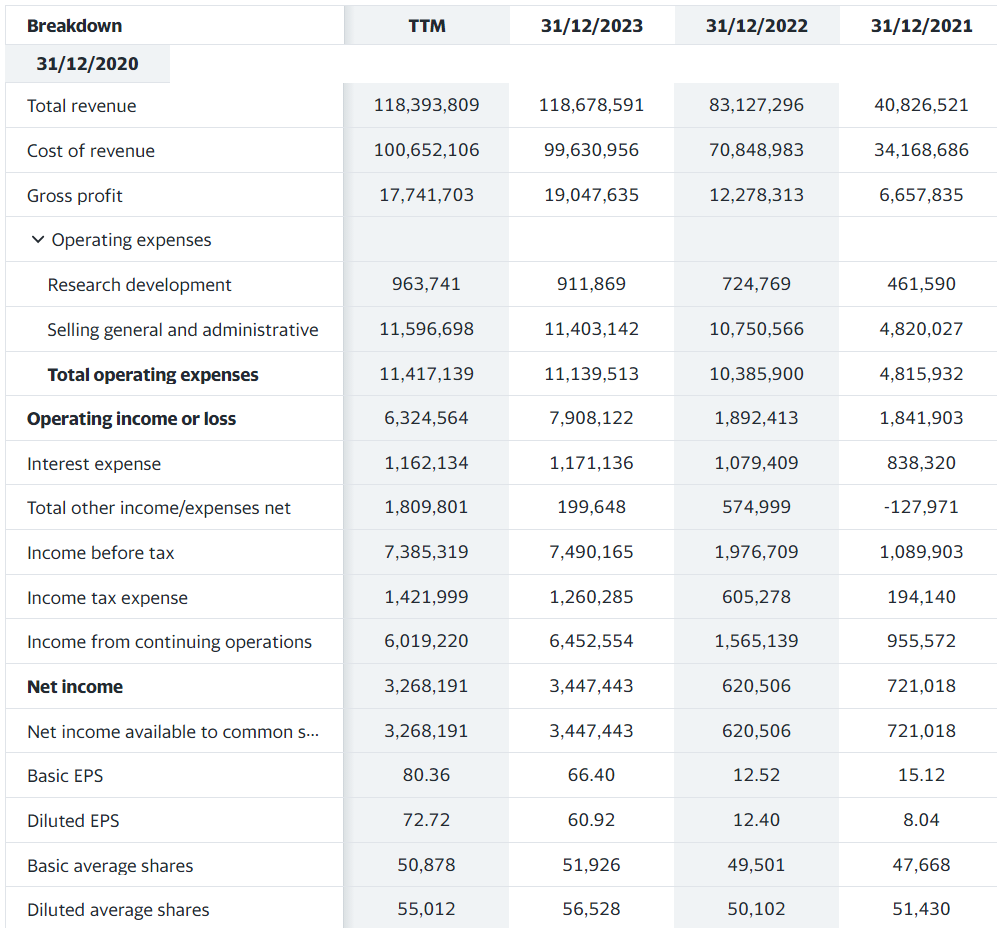 Breakdown TTM 31/12/2023 31/12/2022 31/12/2021
31/12/2020
Total revenue 118,393,809 118,678,591 83,127,296 40,826,521
Cost of revenue 100,652,106 99,630,956 70,848,983 34,168,686
Gross profit 17,741,703 19,047,635 12,278,313 6,657,835
Operating expenses
Research development 963,741 911,869 724,769 461,590
Selling general and administrative 11,596,698 11,403,142 10,750,566 4,820,027
Total operating expenses 11,417,139 11,139,513 10,385,900 4,815,932
Operating income or loss 6,324,564 7,908,122 1,892,413 1,841,903
Interest expense 1,162,134 1,171,136 1,079,409 838,320
Total other income/expenses net 1,809,801 199,648 574,999 -127,971
Income before tax 7,385,319 7,490,165 1,976,709 1,089,903
Income tax expense 1,421,999 1,260,285 605,278 194,140
Income from continuing operations 6,019,220 6,452,554 1,565,139 955,572
Net income 3,268,191 3,447,443 620,506 721,018
Net income available to common s... 3,268,191 3,447,443 620,506 721,018
Basic EPS 80.36 66.40 12.52 15.12
Diluted EPS 72.72 60.92 12.40 8.04
Basic average shares 50,878 51,926 49,501 47,668
Diluted average shares 55,012 56,528 50,102 51,430